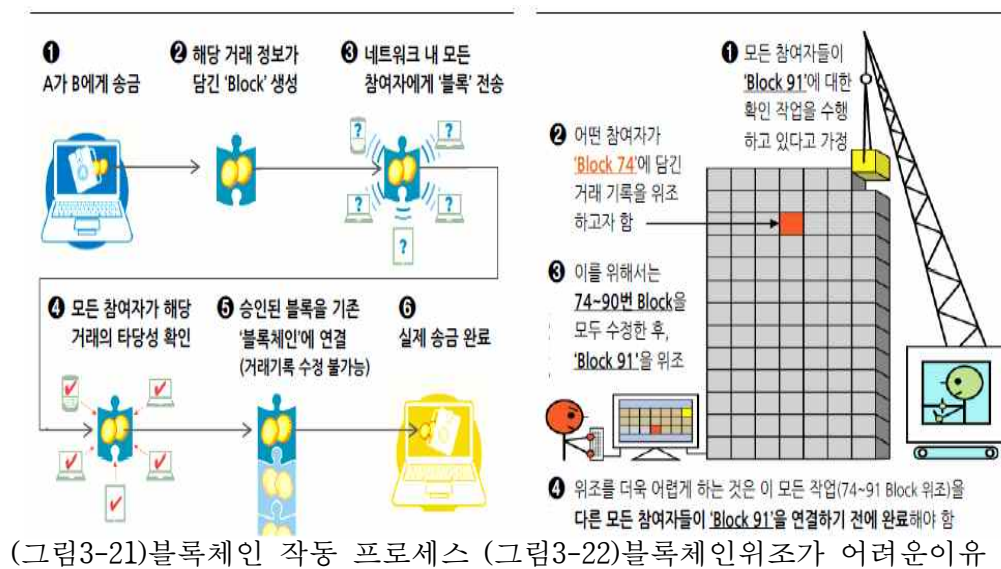 ❶
A가 B에게 송금
❷ 해당 거래 정보가
담긴 'Block' 생성
❸ 네트워크 내 모든
참여자에게 '블록' 전송
?
?
?
?
?
❹ 모든 참여자가 해당
거래의 타당성 확인
❺ 승인된 블록을 기존
'블록체인'에 연결
(거래기록 수정 불가능)
❻
실제 송금 완료
❶ 모든 참여자들이
'Block 91'에 대한
확인 작업을 수행
하고 있다고 가정
❷ 어떤 참여자가
'Block 74'에 담긴
거래 기록을 위조
하고자 함
❸ 이를 위해서는
74~90번 Block을
모두 수정한 후,
'Block 91'을 위조
❹ 위조를 더욱 어렵게 하는 것은 이 모든 작업(74~91 Block 위조)을
다른 모든 참여자들이 'Block 91'을 연결하기 전에 완료해야 함
(그림3-21)블록체인 작동 프로세스 (그림3-22)블록체인위조가 어려운이유